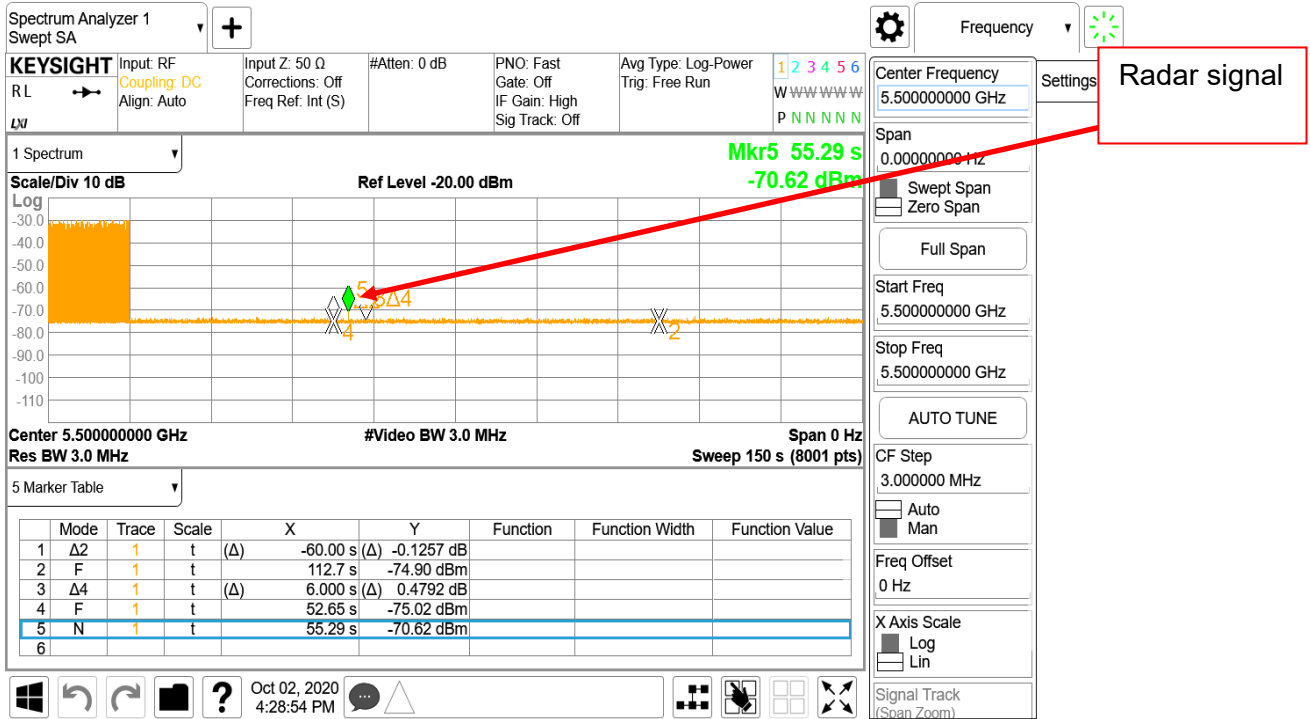 Spectrum Analyzer 1
Swept SA
Frequency
KEYSIGHT
Input: RF
Input Z: 50 Ω
#Atten: 0 dB
PNO: Fast
Avg Type: Log-Power
1 2 3 4 5 6
R L
Coupling: DC
Corrections: Off
Gate: Off
Trig: Free Run
W W W W W W
Align: Auto
Freq Ref: Int (S)
IF Gain: High
Sig Track: Off
P N N N N N
LXI
Center Frequency
5.500000000 GHz
Settings
Radar signal
1 Spectrum
Mkr5 55.29 s
-70.62 dBm
Scale/Div 10 dB
Ref Level -20.00 dBm
Log
-30.0
-40.0
-50.0
-60.0
-70.0
-80.0
-90.0
-100
-110
5
3Δ4
4
2
Center 5.500000000 GHz
#Video BW 3.0 MHz
Span 0 Hz
Res BW 3.0 MHz
Sweep 150 s (8001 pts)
Span
0.00000000 Hz
Swept Span
Zero Span
Full Span
Start Freq
5.500000000 GHz
Stop Freq
5.500000000 GHz
AUTO TUNE
CF Step
3.000000 MHz
Auto
Man
Freq Offset
0 Hz
X Axis Scale
Log
Lin
Signal Track
(Span Zoom)
5 Marker Table
Mode Trace Scale X Y Function Function Width Function Value
1 Δ2 1 t (Δ) -60.00 s (Δ) -0.1257 dB
2 F 1 t 112.7 s -74.90 dBm
3 Δ4 1 t (Δ) 6.000 s (Δ) 0.4792 dB
4 F 1 t 52.65 s -75.02 dBm
5 N 1 t 55.29 s -70.62 dBm
6
?
Oct 02, 2020
4:28:54 PM